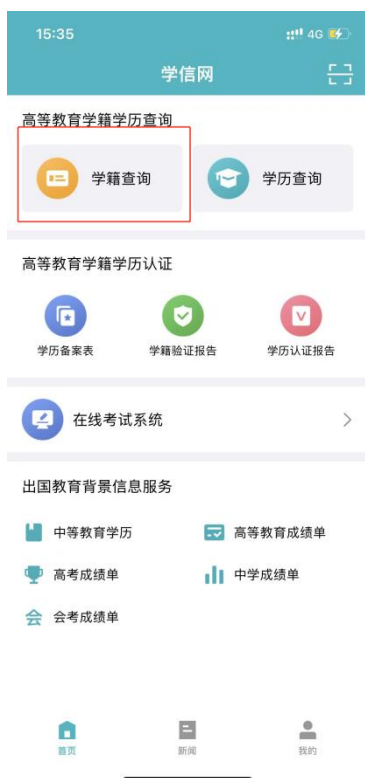 15:35 4G
学信网
高等教育学籍学历查询
学籍查询 学历查询
高等教育学籍学历认证
学历备案表 学籍验证报告 学历认证报告
在线考试系统
出国教育背景信息服务
中等教育学历 高等教育成绩单
高考成绩单 中学成绩单
会 会考成绩单
首页 新闻 我的